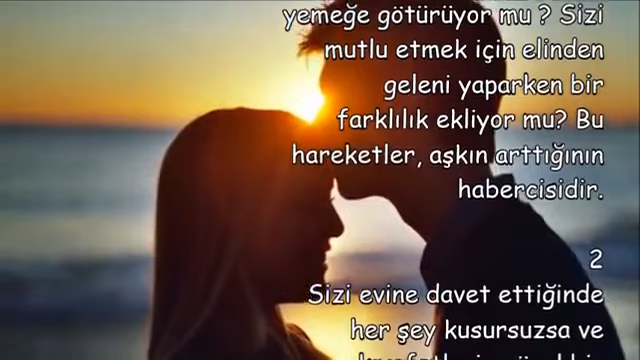 yemeğe götürüyor mu ? Sizi
mutlu etmek için elinden
geleni yaparken bir
farklılık ekliyor mu? Bu
hareketler, aşkın arttığının
habercisidir.
2
Sizi evine davet ettiğinde
her şey kusursuzsa ve